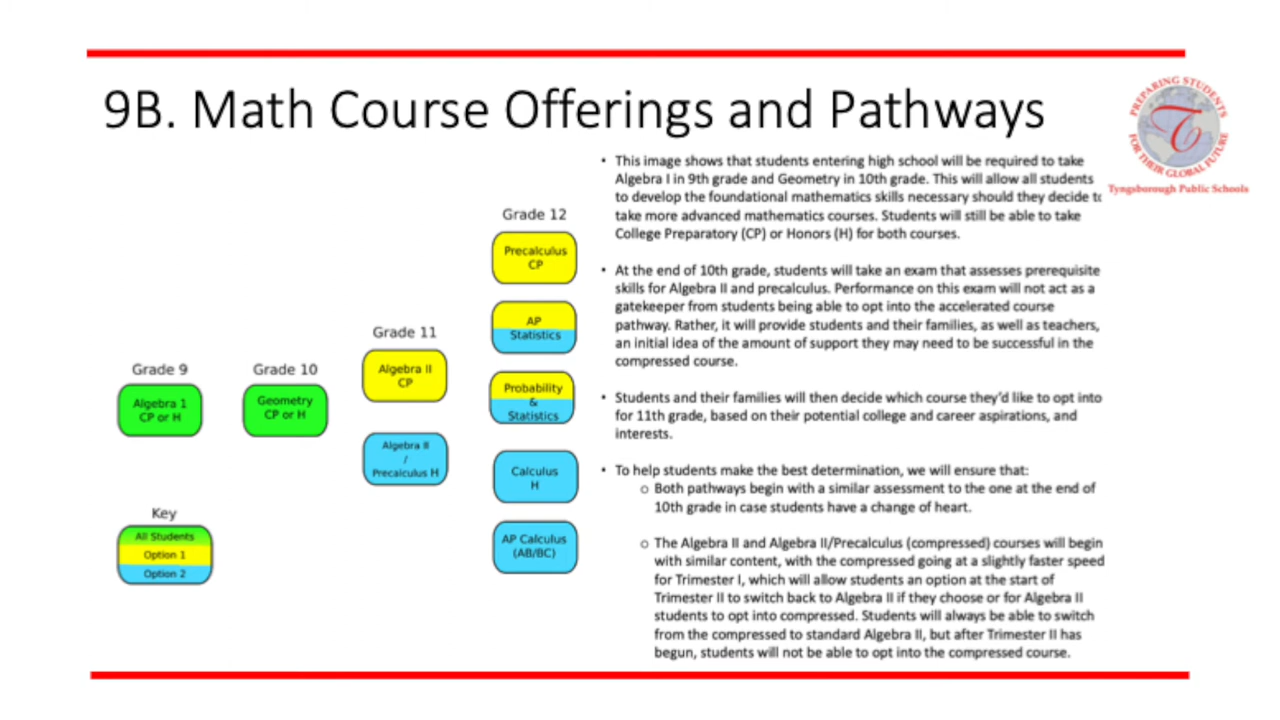 9B. Math Course Offerings and Pathways
PREPARING STUDENTS
FOR THEIR GLOBAL FUTURE
T
Tyngsborough Public Schools
Grade 9
Algebra 1
CP or H
Grade 10
Geometry
CP or H
Grade 11
Algebra II
CP
Algebra II
/
Precalculus H
Grade 12
Precalculus
CP
AP
Statistics
Probability
&
Statistics
Calculus
H
AP Calculus
(AB/BC)
Key
All Students
Option 1
Option 2
• This image shows that students entering high school will be required to take
Algebra I in 9th grade and Geometry in 10th grade. This will allow all students
to develop the foundational mathematics skills necessary should they decide to
take more advanced mathematics courses. Students will still be able to take
College Preparatory (CP) or Honors (H) for both courses.
• At the end of 10th grade, students will take an exam that assesses prerequisite
skills for Algebra II and precalculus. Performance on this exam will not act as a
gatekeeper from students being able to opt into the accelerated course
pathway. Rather, it will provide students and their families, as well as teachers,
an initial idea of the amount of support they may need to be successful in the
compressed course.
• Students and their families will then decide which course they'd like to opt into
for 11th grade, based on their potential college and career aspirations, and
interests.
• To help students make the best determination, we will ensure that:
o Both pathways begin with a similar assessment to the one at the end of
10th grade in case students have a change of heart.
o The Algebra II and Algebra II/Precalculus (compressed) courses will begin
with similar content, with the compressed going at a slightly faster speed
for Trimester I, which will allow students an option at the start of
Trimester II to switch back to Algebra II if they choose or for Algebra II
students to opt into compressed. Students will always be able to switch
from the compressed to standard Algebra II, but after Trimester II has
begun, students will not be able to opt into the compressed course.